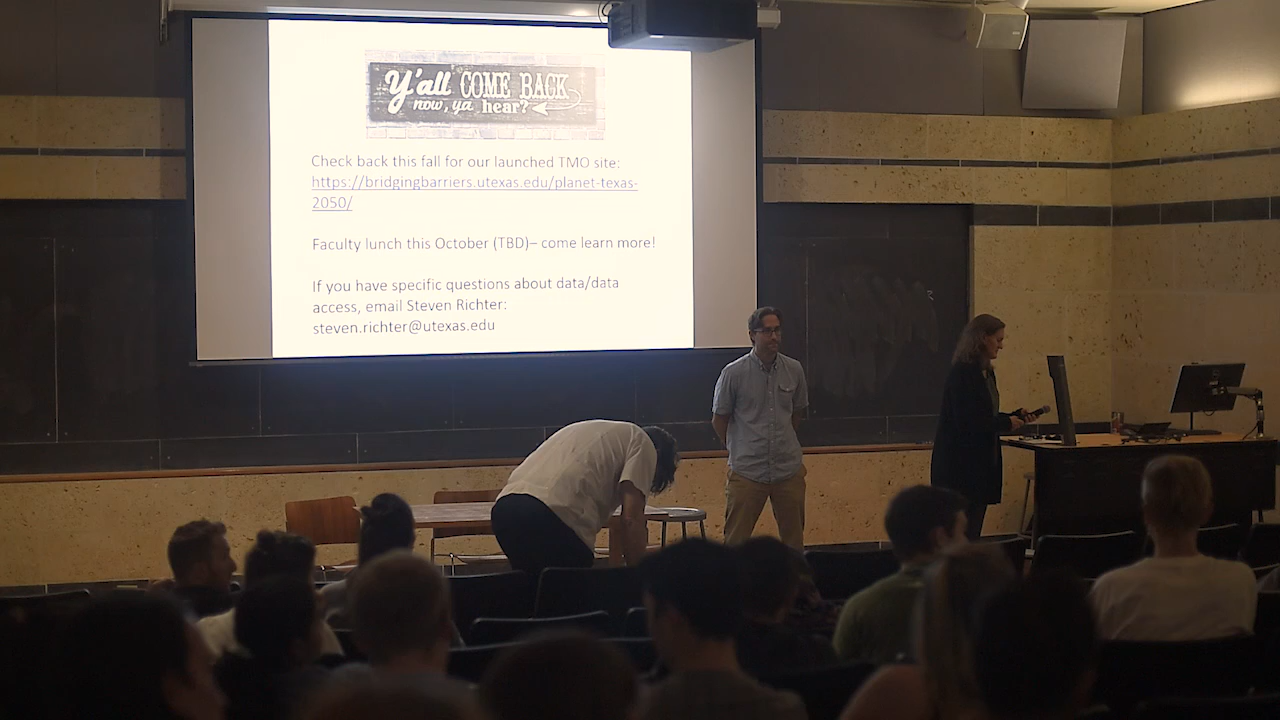 Y'all COME BACK
now, ya hear?
Check back this fall for our launched TMO site:
https://bridgingbarriers.utexas.edu/planet-texas-
2050/
Faculty lunch this October (TBD)– come learn more!
If you have specific questions about data/data
access, email Steven Richter:
steven.richter@utexas.edu